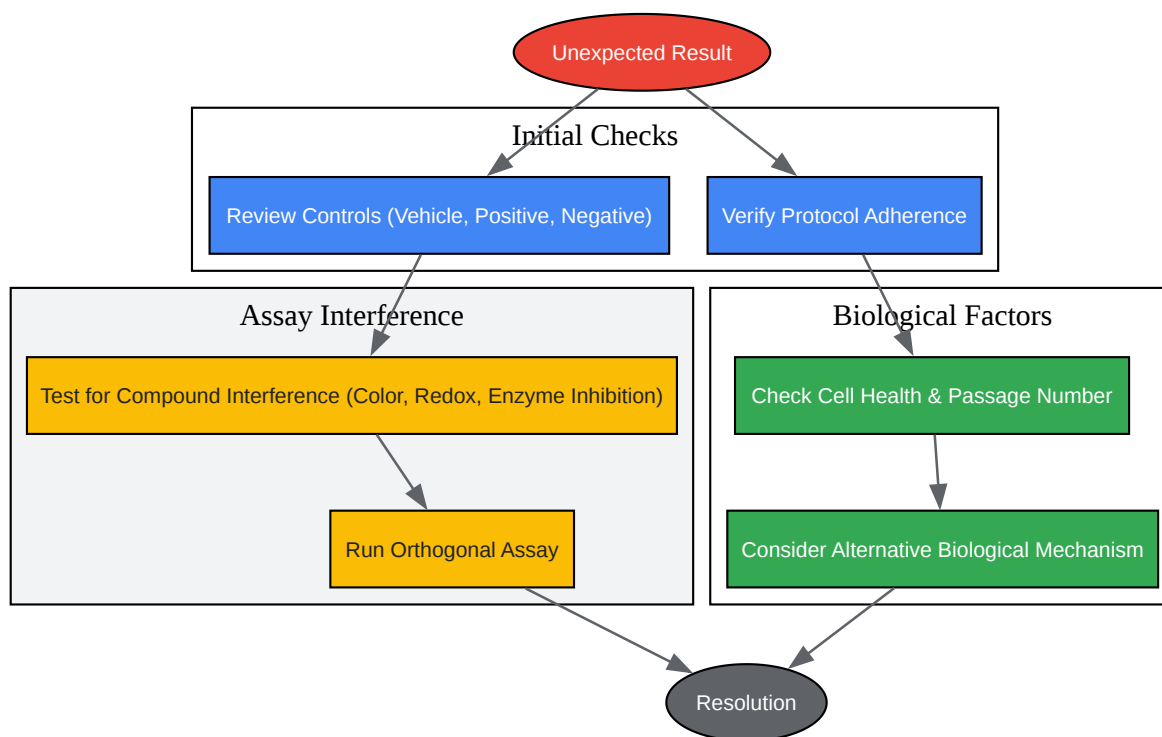 Unexpected Result
Initial Checks
Review Controls (Vehicle, Positive, Negative)
Verify Protocol Adherence
Assay Interference
Biological Factors
Test for Compound Interference (Color, Redox, Enzyme Inhibition)
Check Cell Health & Passage Number
Run Orthogonal Assay
Consider Alternative Biological Mechanism
Resolution